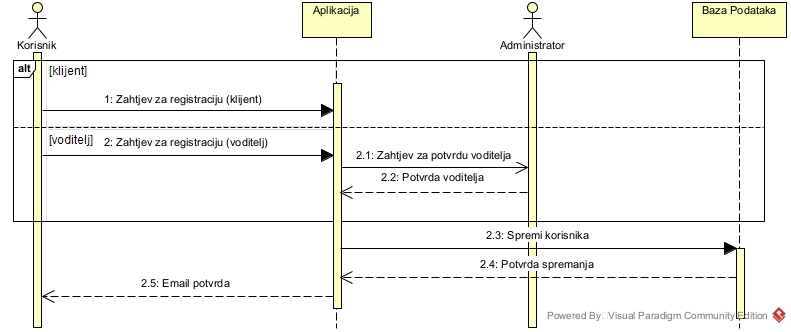 Korisnik
Aplikacija
Administrator
Baza Podataka
alt
[klijent]
1: Zahtjev za registraciju (klijent)
[voditelj]
2: Zahtjev za registraciju (voditelj)
2.1: Zahtjev za potvrdu voditelja
2.2: Potvrda voditelja
2.3: Spremi korisnika
2.4: Potvrda spremanja
2.5: Email potvrda
Powered By Visual Paradigm Community Edition